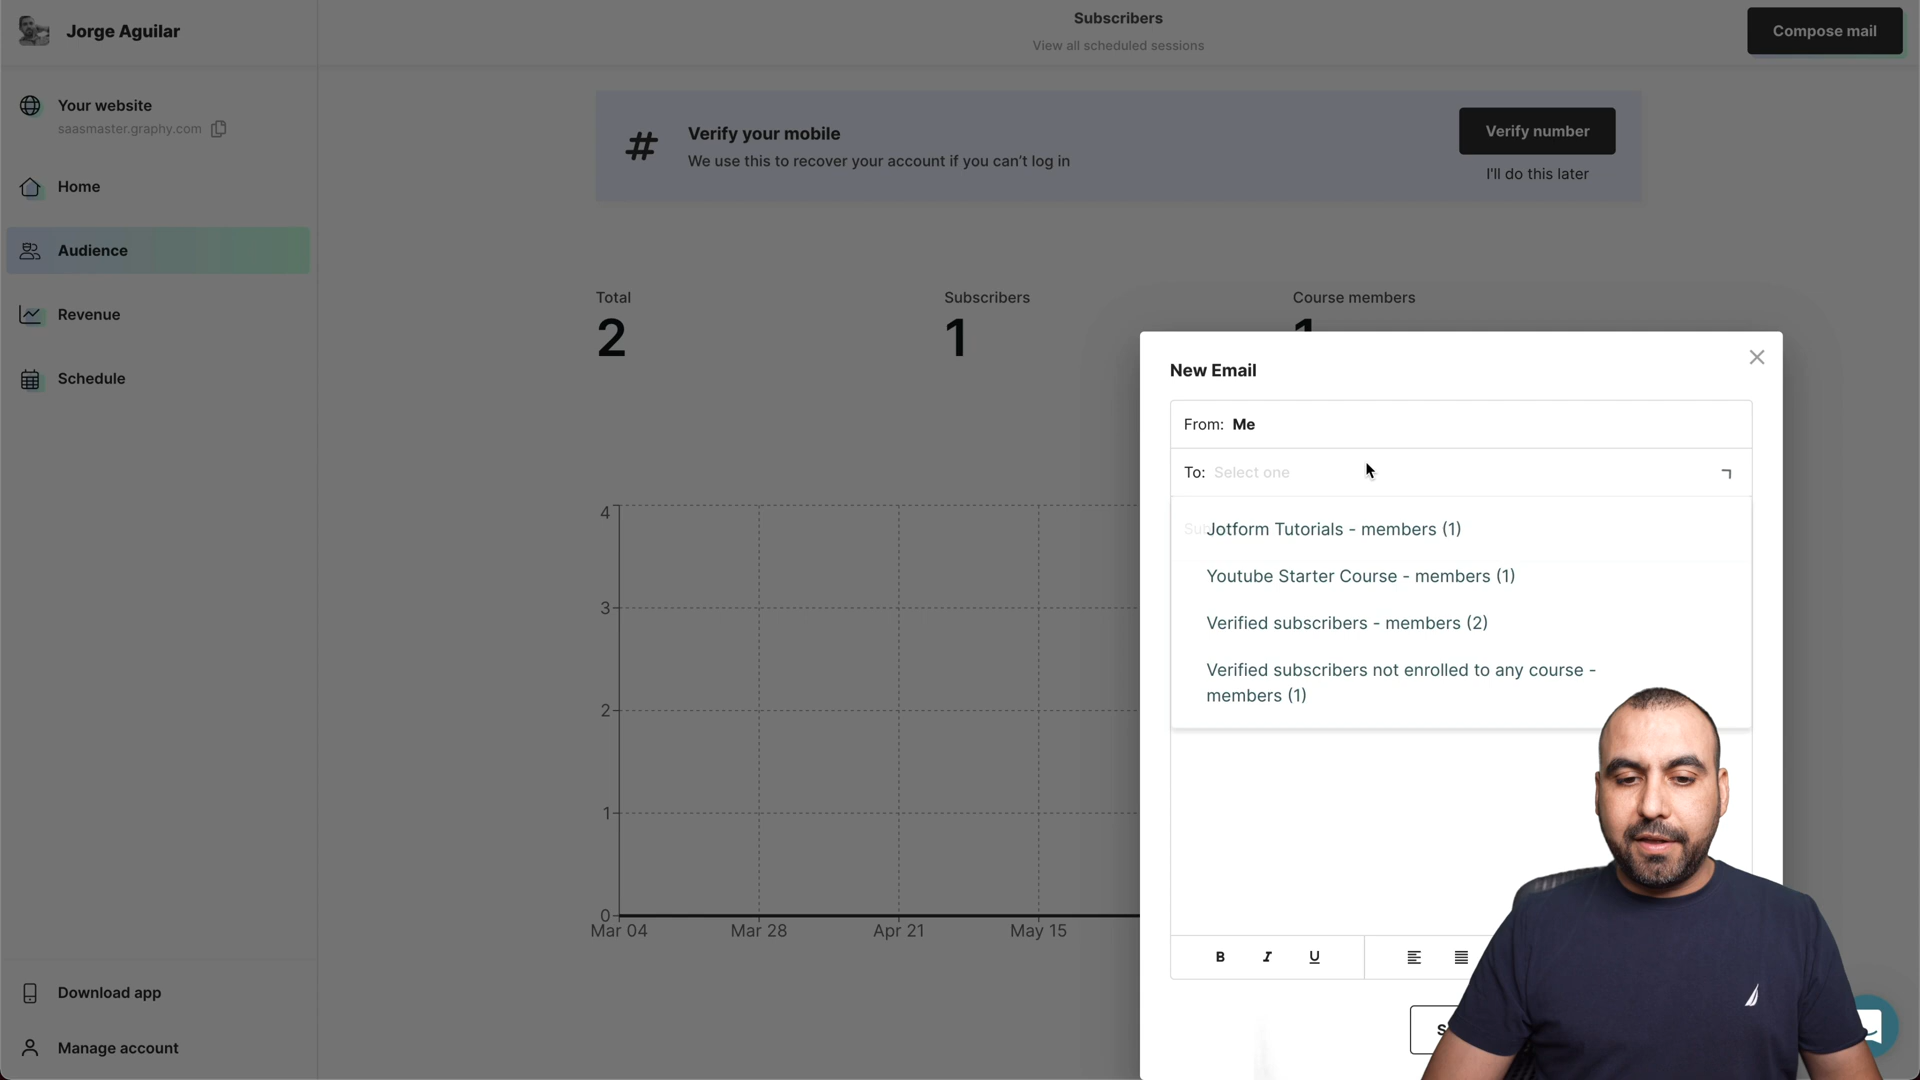 Jorge Aguilar
Subscribers
View all scheduled sessions
Compose mail
Your website
saasmaster.graphy.com
Home
Audience
Revenue
Schedule
Download app
Manage account
#
Verify your mobile
We use this to recover your account if you can't log in
Verify number
I'll do this later
Total
2
Subscribers
1
Course members
1
4
3
2
1
0
Mar 04
Mar 28
Apr 21
May 15
New Email
From: Me
To: Select one
Jotform Tutorials - members (1)
Youtube Starter Course - members (1)
Verified subscribers - members (2)
Verified subscribers not enrolled to any course -
members (1)
B I U